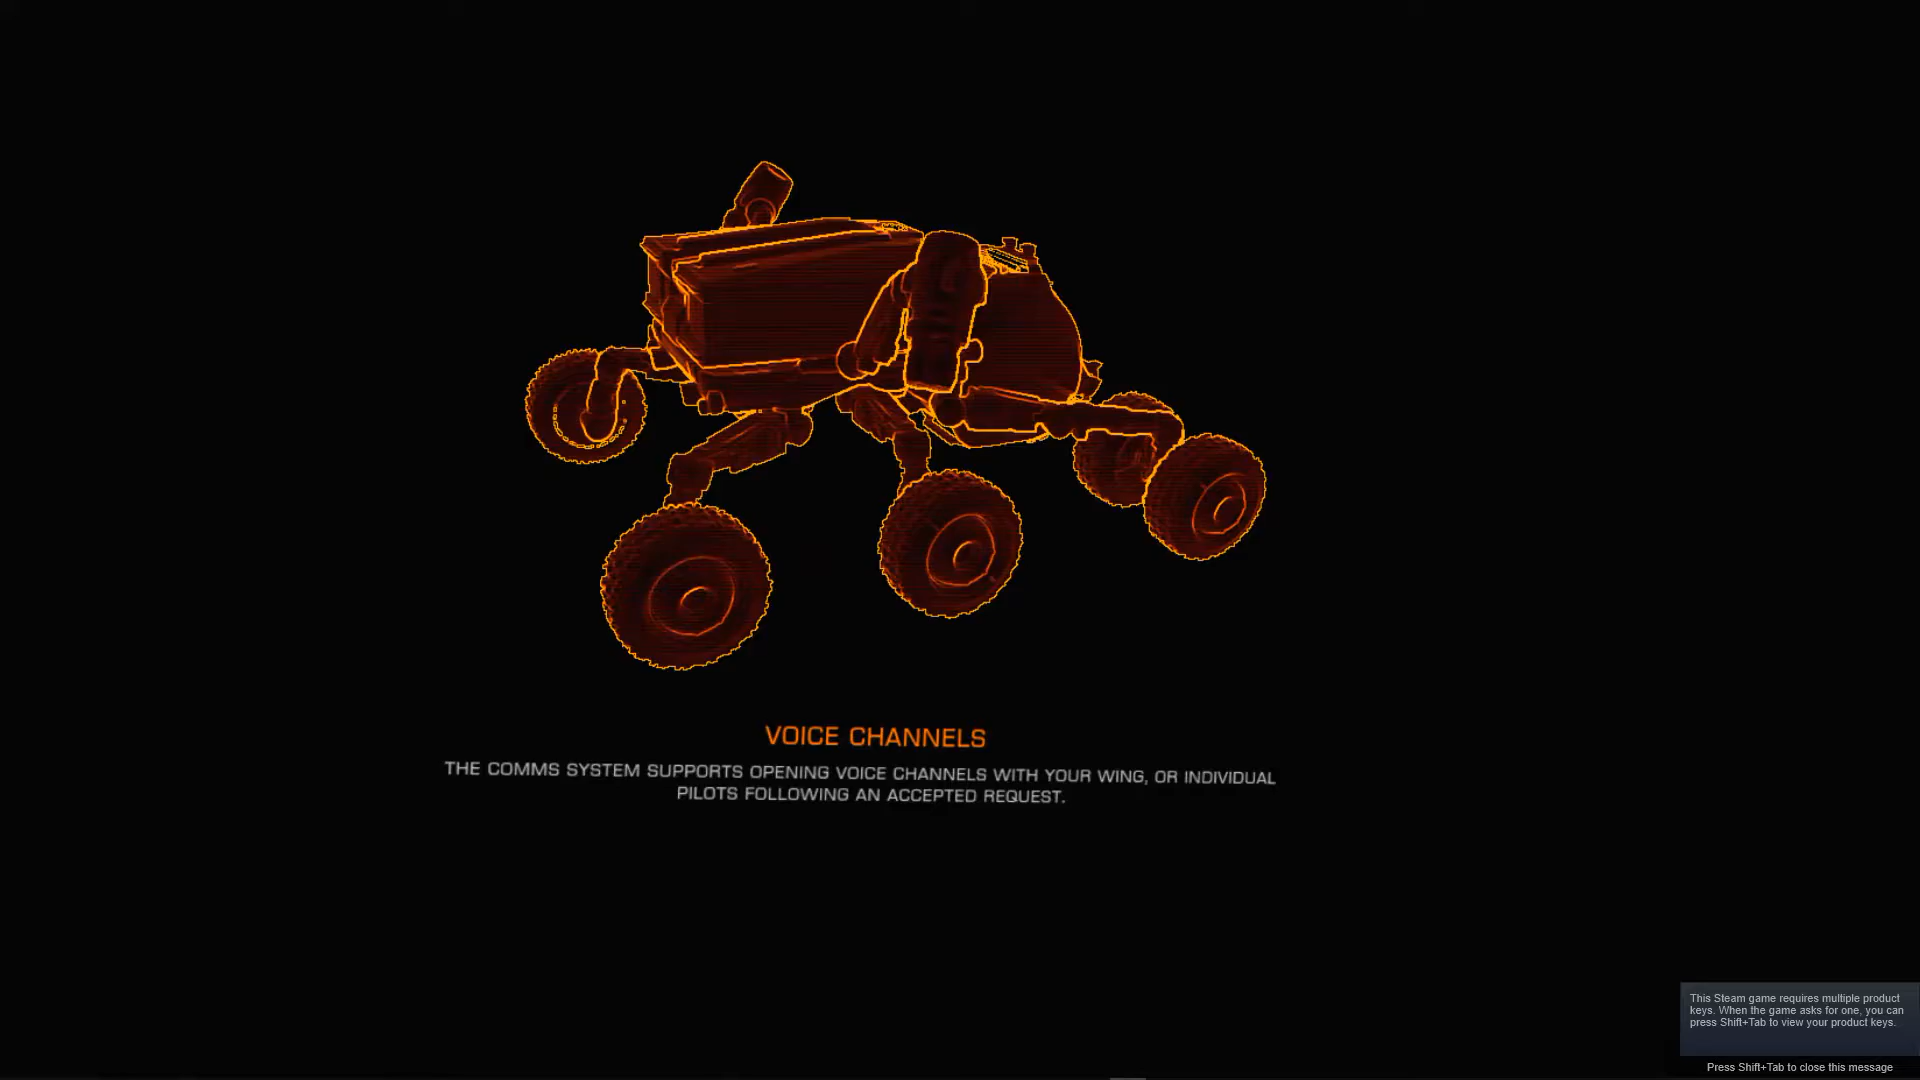 VOICE CHANNELS
THE COMMS SYSTEM SUPPORTS OPENING VOICE CHANNELS WITH YOUR WING, OR INDIVIDUAL
PILOTS FOLLOWING AN ACCEPTED REQUEST.
This Steam game requires multiple product
keys. When the game asks for one, you can
press Shift+Tab to view your product keys.
Press Shift+Tab to close this message